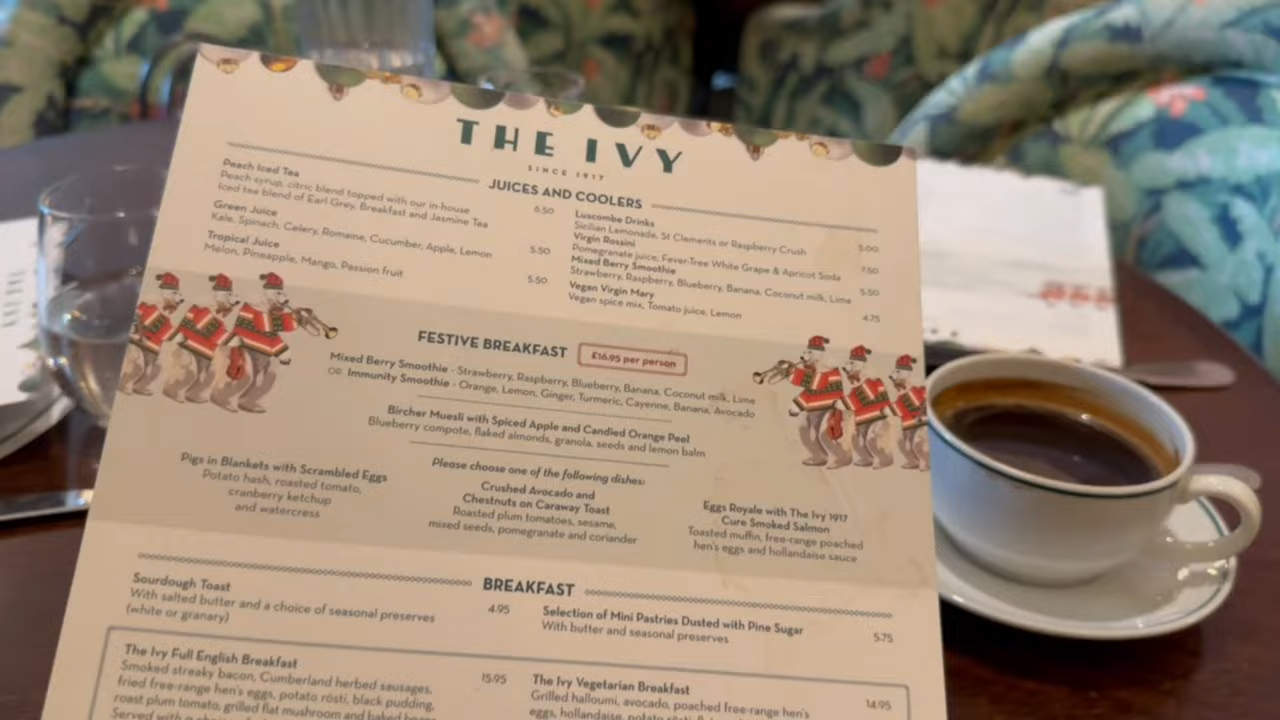 THE IVY
SINCE 1917
JUICES AND COOLERS
Peach Iced Tea
Peach syrup, citric blend topped with our in-house
Iced tea blend of Earl Grey, Breakfast and Jasmine Tea
6.50
Green Juice
Kale, Spinach, Celery, Romaine, Cucumber, Apple, Lemon
5.50
Tropical Juice
Melon, Pineapple, Mango, Passion fruit
5.50
Luscombe Drinks
Sicilian Lemonade, St Clements or Raspberry Crush
5.00
Virgin Rossini
Pomegranate juice, Fever-Tree White Grape & Apricot Soda
7.50
Mixed Berry Smoothie
Strawberry, Raspberry, Blueberry, Banana, Coconut milk, Lime
5.50
Vegan Virgin Mary
Vegan spice mix, Tomato juice, Lemon
4.75
FESTIVE BREAKFAST £16.95 per person
Mixed Berry Smoothie - Strawberry, Raspberry, Blueberry, Banana, Coconut milk, Lime
OR Immunity Smoothie - Orange, Lemon, Ginger, Turmeric, Cayenne, Banana, Avocado
Bircher Muesli with Spiced Apple and Candied Orange Peel
Blueberry compote, flaked almonds, granola, seeds and lemon balm
Please choose one of the following dishes:
Pigs in Blankets with Scrambled Eggs
Potato hash, roasted tomato,
cranberry ketchup
and watercress
Crushed Avocado and
Chestnuts on Caraway Toast
Roasted plum tomatoes, sesame,
mixed seeds, pomegranate and coriander
Eggs Royale with The Ivy 1917
Cure Smoked Salmon
Toasted muffin, free-range poached
hen's eggs and hollandaise sauce
BREAKFAST
Sourdough Toast
With salted butter and a choice of seasonal preserves
(white or granary)
4.95
Selection of Mini Pastries Dusted with Pine Sugar
With butter and seasonal preserves
5.75
The Ivy Full English Breakfast
15.95
Smoked streaky bacon, Cumberland herbed sausages,
fried free-range hen's eggs, potato rösti, black pudding,
roast plum tomato, grilled flat mushroom and baked beans
Served with a
The Ivy Vegetarian Breakfast
14.95
Grilled halloumi, avocado, poached free-range hen's
eggs, hollandaise, potato rösti,